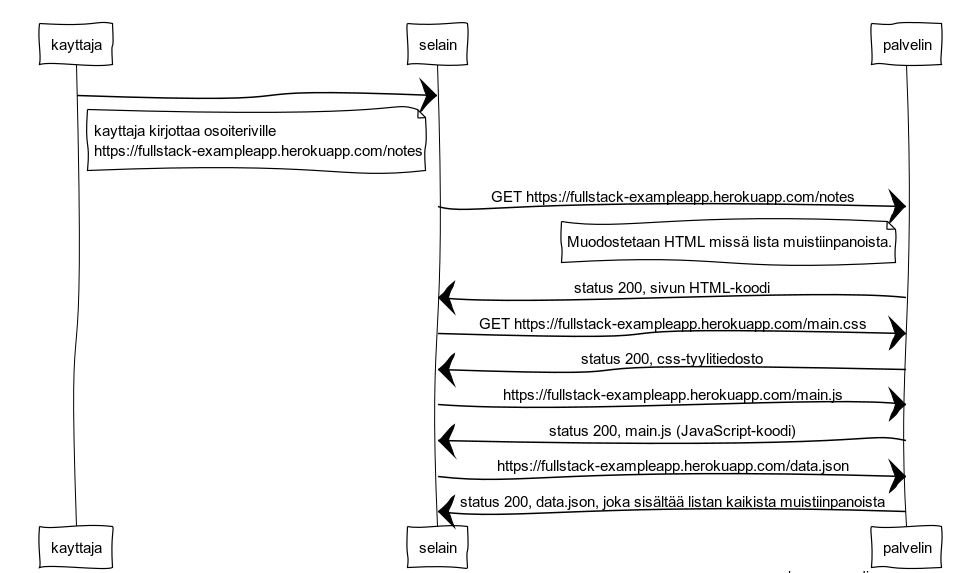 kayttaja
selain
palvelin
kayttaja kirjottaa osoiteriville
https://fullstack-exampleapp.herokuapp.com/notes
GET https://fullstack-exampleapp.herokuapp.com/notes
Muodostetaan HTML missä lista muistiinpanoista.
status 200, sivun HTML-koodi
GET https://fullstack-exampleapp.herokuapp.com/main.css
status 200, css-tyylitiedosto
https://fullstack-exampleapp.herokuapp.com/main.js
status 200, main.js (JavaScript-koodi)
https://fullstack-exampleapp.herokuapp.com/data.json
status 200, data.json, joka sisältää listan kaikista muistiinpanoista
kayttaja
selain
palvelin